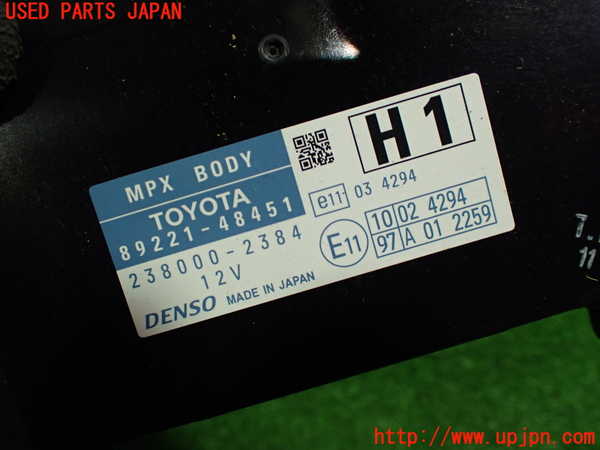 USED PARTS JAPAN
MPX BODY
TOYOTA
89221-48451
238000-2384
12V
DENSO MADE IN JAPAN
H1
e11 03 4294
E11
10 02 4294
97 A 01 2259
11
http://www.upjpn.com/